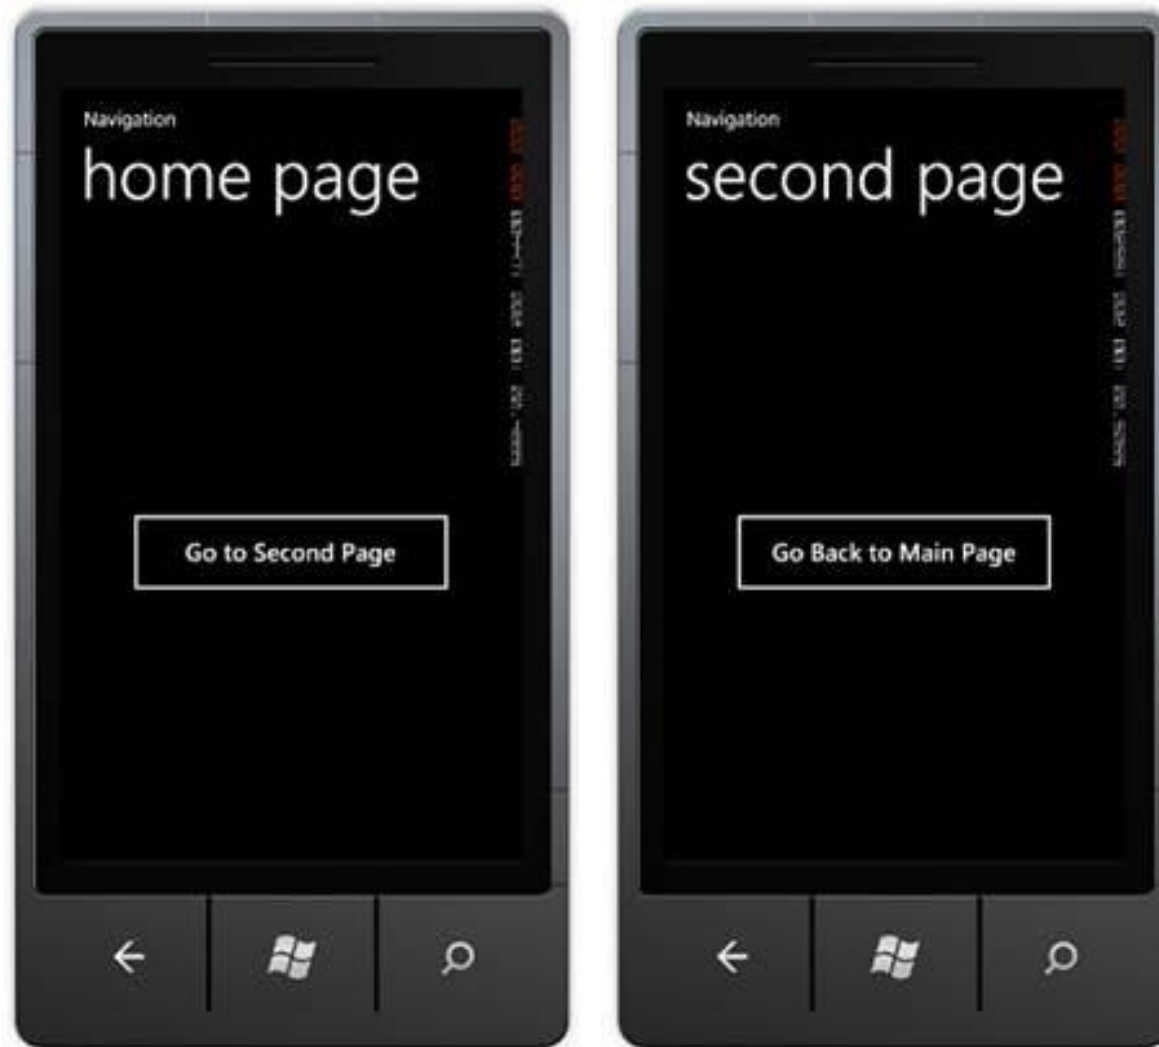 Navigation
home page
Go to Second Page
Navigation
second page
Go Back to Main Page